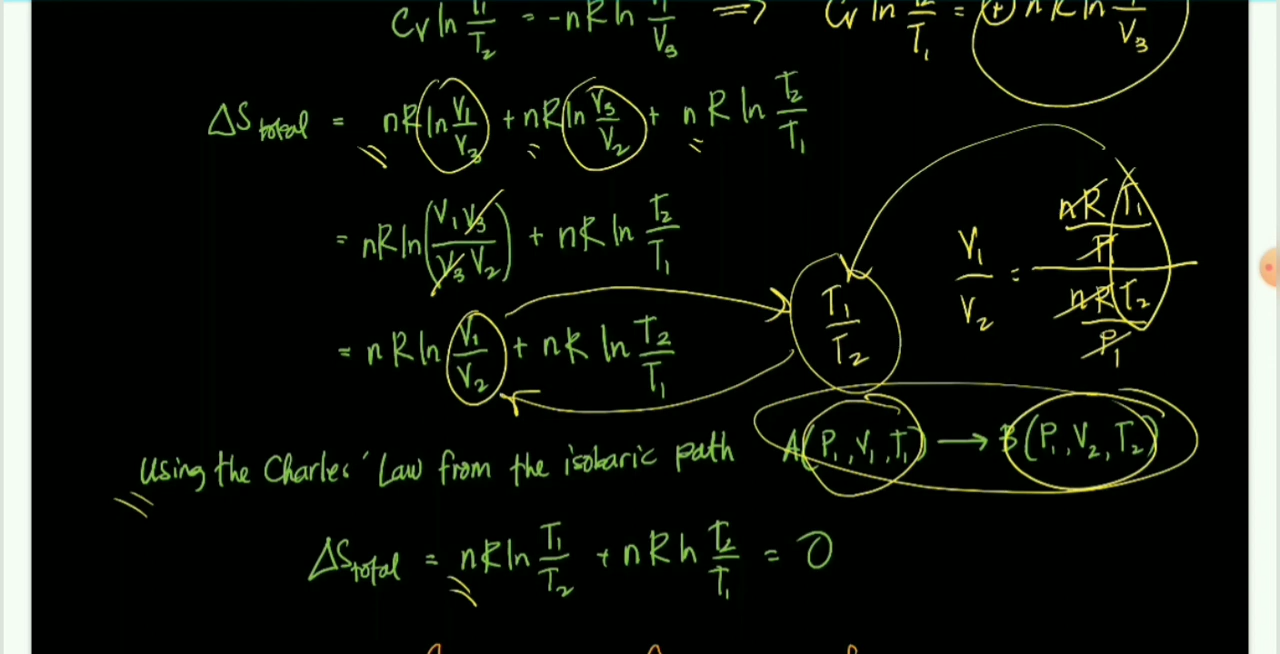 Cv ln T1/T2 = -nR ln V1/V3 ⇒ Cv ln T2/T1 = (+) nR ln V1/V3
ΔS total = nR ln V1/V3 + nR ln V3/V2 + nR ln T2/T1
= nR ln (V1 V3 / V3 V2) + nR ln T2/T1
V1/V2 = (nR T1 / P1) / (nR T2 / P1)
= nR ln V1/V2 + nR ln T2/T1
T1/T2
Using the Charles' Law from the isobaric path A(P1, V1, T1) → B(P1, V2, T2)
ΔS total = nR ln T1/T2 + nR ln T2/T1 = 0